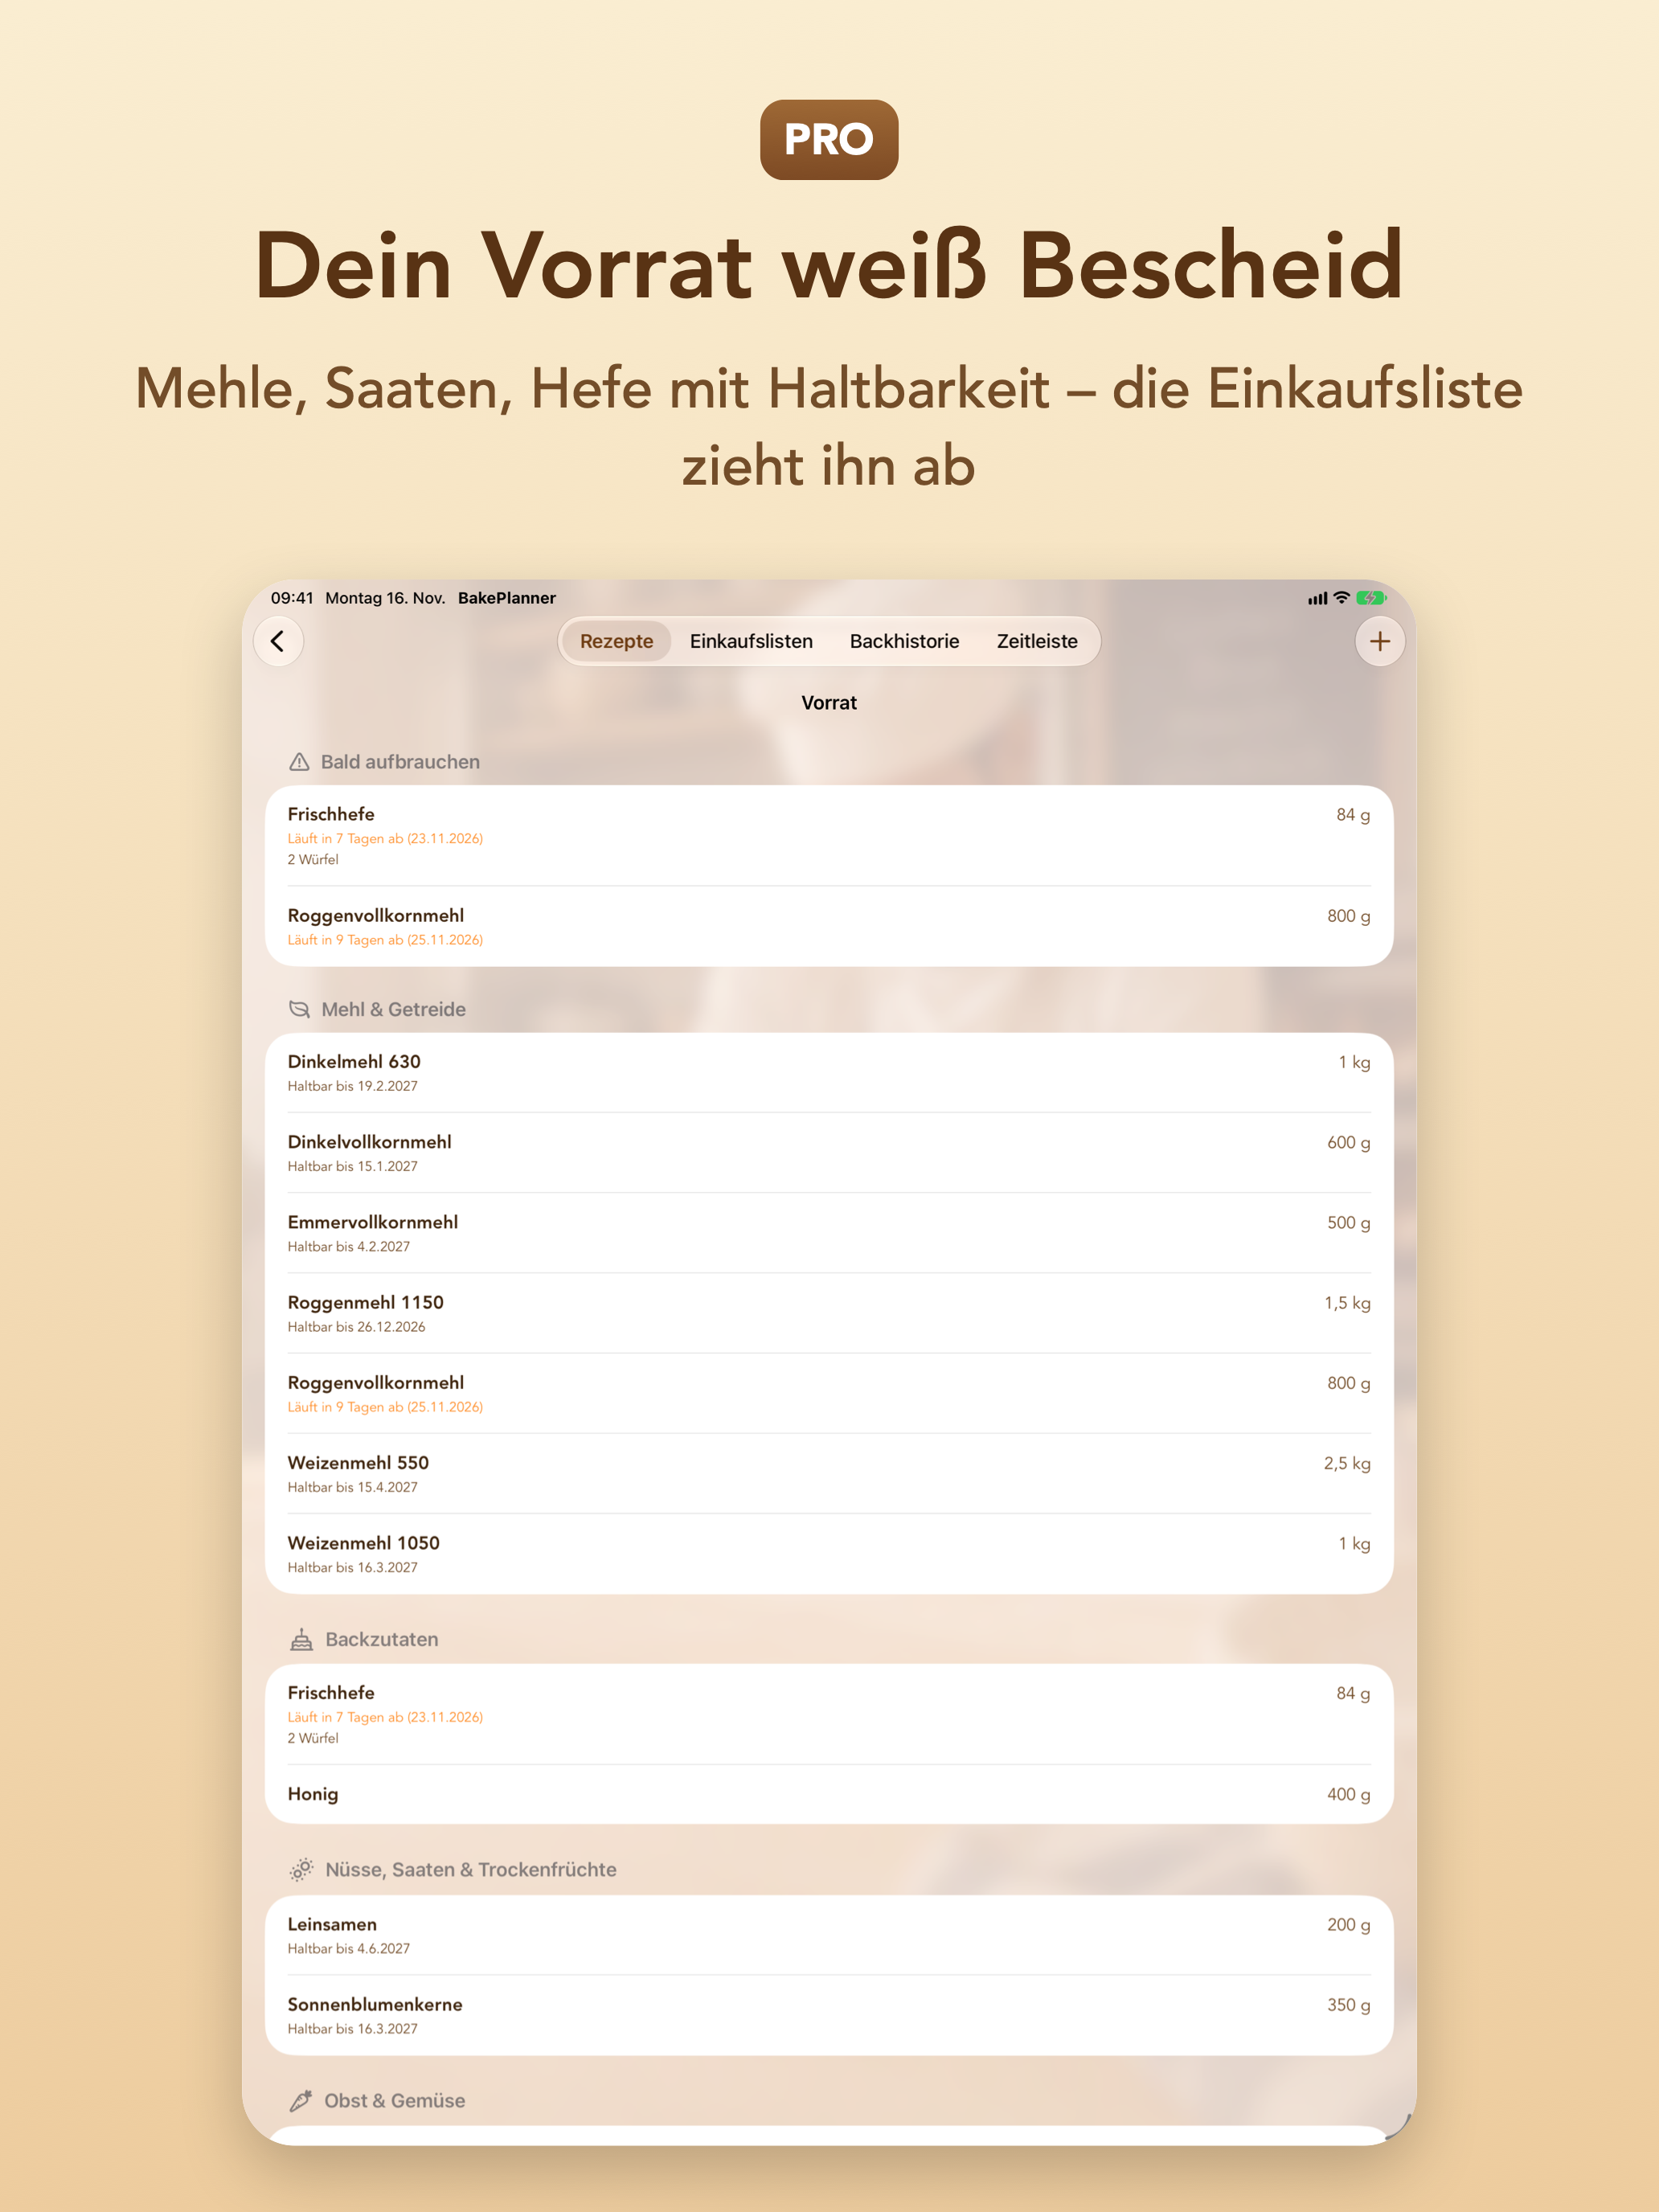 PRO
Dein Vorrat weiß Bescheid
Mehle, Saaten, Hefe mit Haltbarkeit – die Einkaufsliste
zieht ihn ab
09:41 Montag 16. Nov. BakePlanner
Rezepte Einkaufslisten Backhistorie Zeitleiste
Vorrat
Bald aufbrauchen
Frischhefe 84 g
Läuft in 7 Tagen ab (23.11.2026)
2 Würfel
Roggenvollkornmehl 800 g
Läuft in 9 Tagen ab (25.11.2026)
Mehl & Getreide
Dinkelmehl 630 1 kg
Haltbar bis 19.2.2027
Dinkelvollkornmehl 600 g
Haltbar bis 15.1.2027
Emmervollkornmehl 500 g
Haltbar bis 4.2.2027
Roggenmehl 1150 1,5 kg
Haltbar bis 26.12.2026
Roggenvollkornmehl 800 g
Läuft in 9 Tagen ab (25.11.2026)
Weizenmehl 550 2,5 kg
Haltbar bis 15.4.2027
Weizenmehl 1050 1 kg
Haltbar bis 16.3.2027
Backzutaten
Frischhefe 84 g
Läuft in 7 Tagen ab (23.11.2026)
2 Würfel
Honig 400 g
Nüsse, Saaten & Trockenfrüchte
Leinsamen 200 g
Haltbar bis 4.6.2027
Sonnenblumenkerne 350 g
Haltbar bis 16.3.2027
Obst & Gemüse